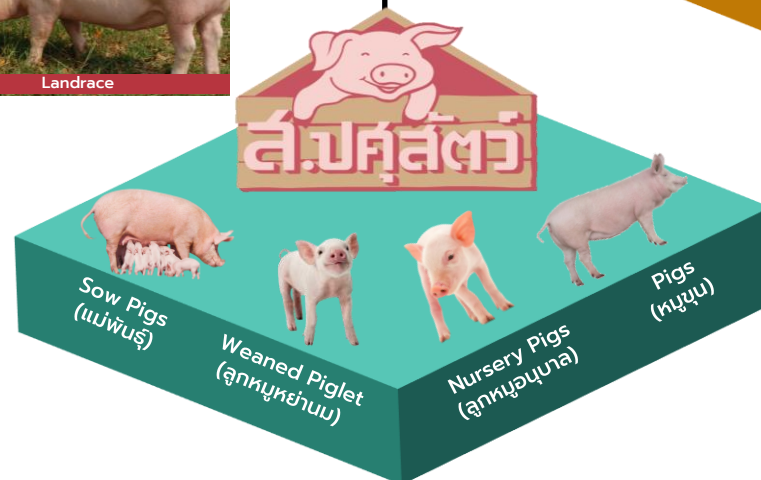 Landrace
ส.ปศุสัตว์
Sow Pigs
(แม่พันธุ์)
Weaned Piglet
(ลูกหมูหย่านม)
Nursery Pigs
(ลูกหมูอนุบาล)
Pigs
(หมูขุน)